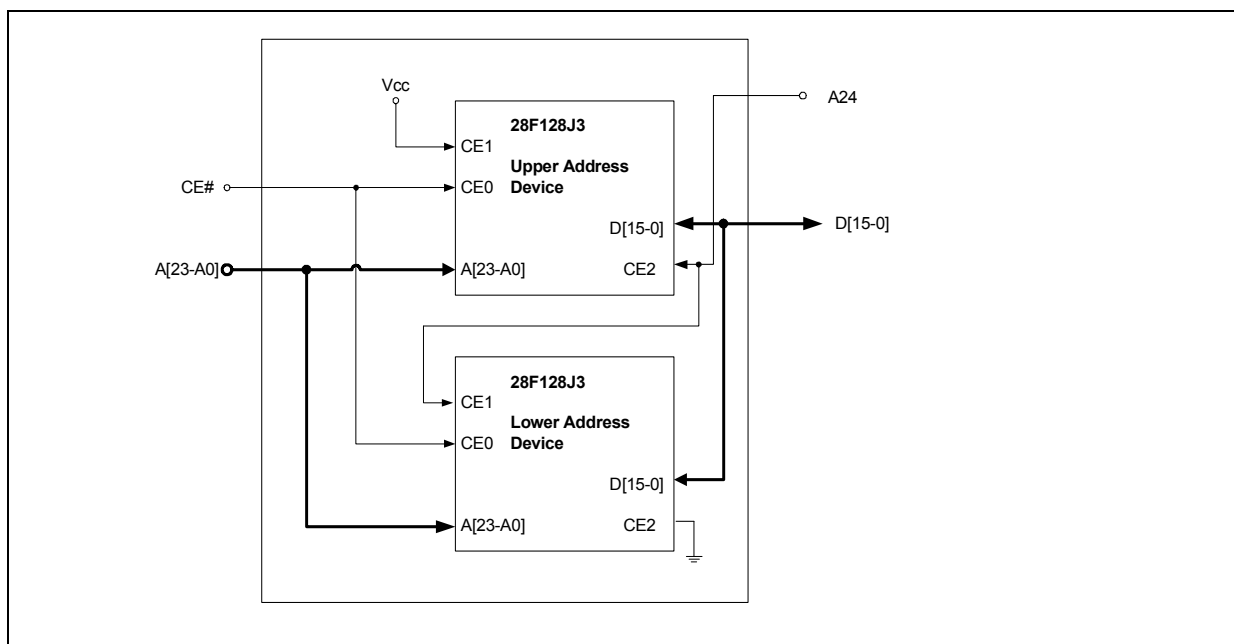 Vcc
A24
28F128J3
CE1
Upper Address
Device
CE#
CE0
D[15-0]
D[15-0]
A[23-A0]
A[23-A0]
CE2
28F128J3
CE1
Lower Address
Device
CE0
D[15-0]
A[23-A0]
CE2